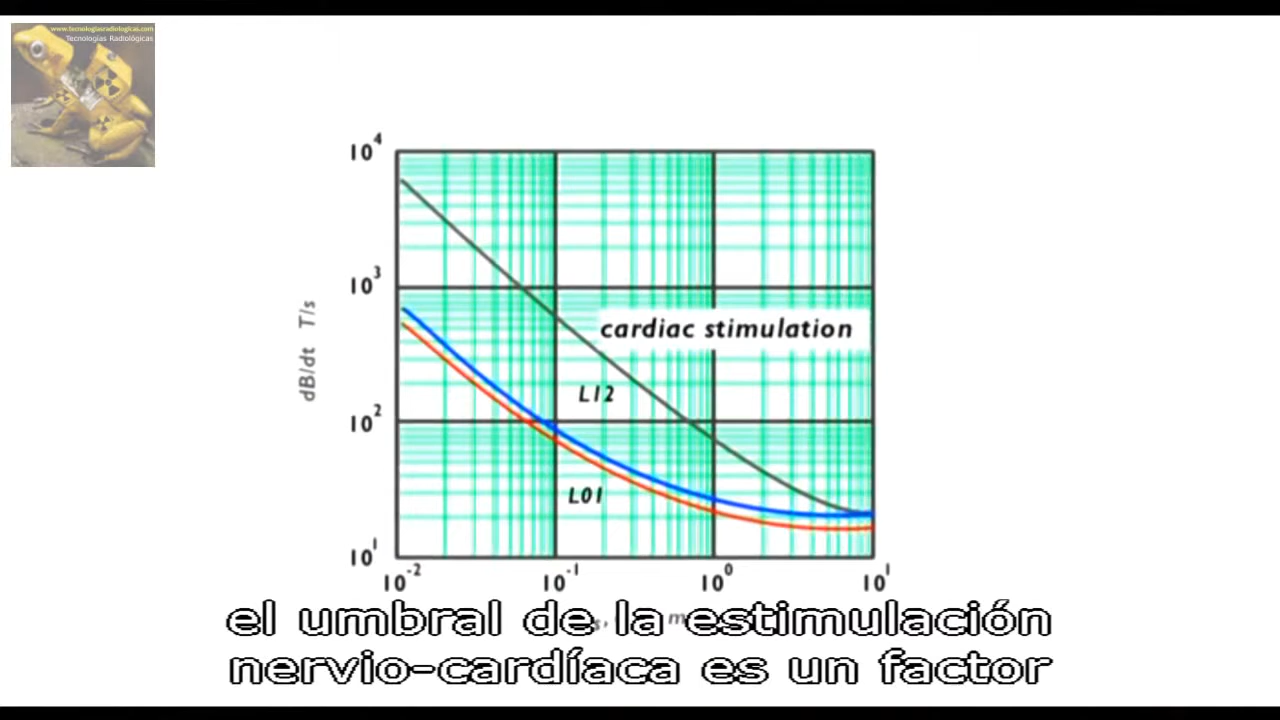 www.tecnologiasradiologicas.com
Tecnologías Radiológicas
10⁴
10³
dB/dt T/s
cardiac stimulation
L12
10²
L01
10¹
10⁻² 10⁻¹ 10⁰ 10¹
el umbral de la estimulación
nervio-cardíaca es un factor